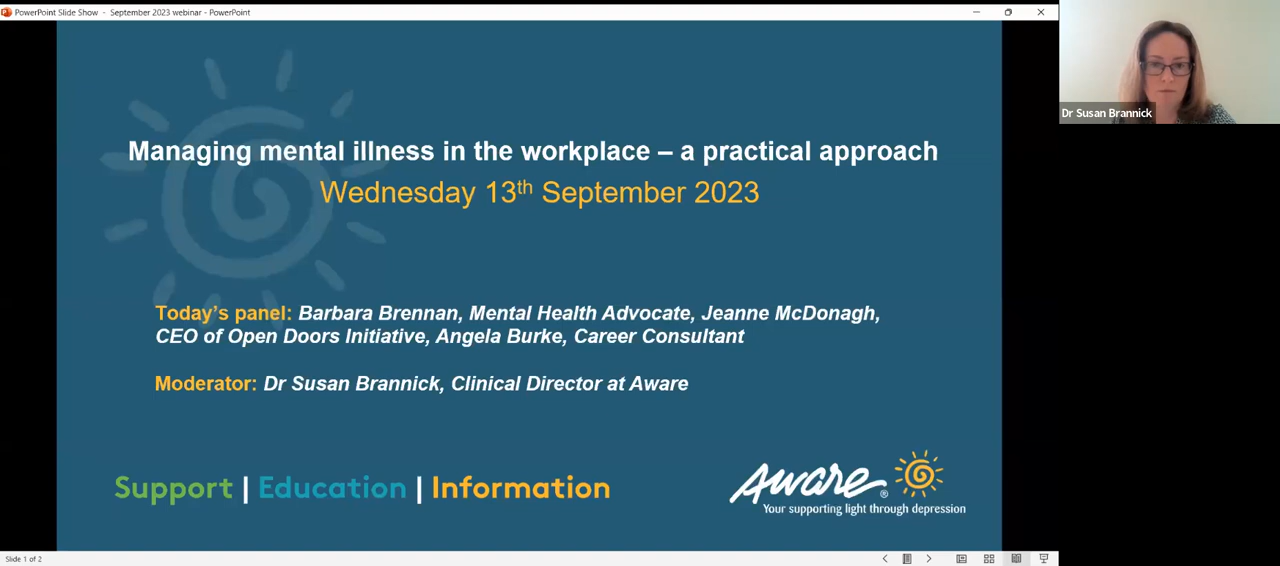 PowerPoint Slide Show - September 2023 webinar - PowerPoint
Dr Susan Brannick
Managing mental illness in the workplace – a practical approach
Wednesday 13th September 2023
Today's panel: Barbara Brennan, Mental Health Advocate, Jeanne McDonagh,
CEO of Open Doors Initiative, Angela Burke, Career Consultant
Moderator: Dr Susan Brannick, Clinical Director at Aware
Support | Education | Information
Aware®
Your supporting light through depression
Slide 1 of 2